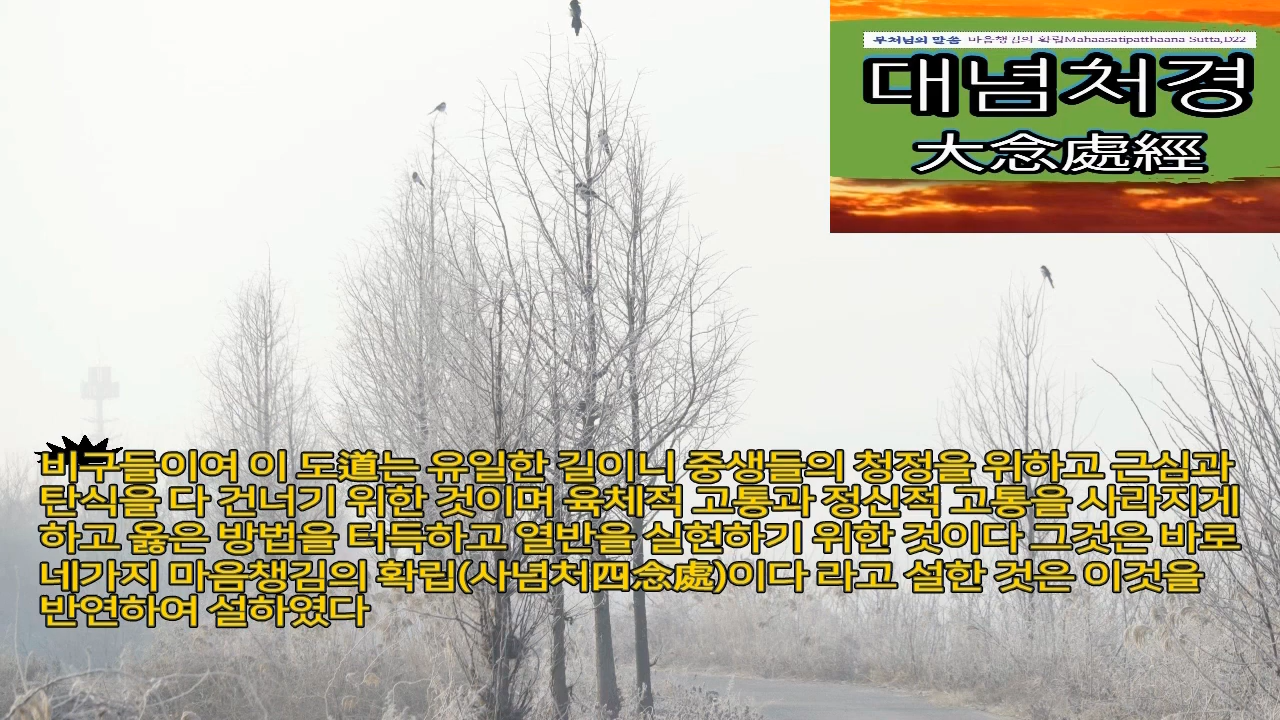 부처님의 말씀 마음챙김의 확립Mahaasatipatthaana Sutta,D22
대념처경
大念處經
비구들이여 이 도道는 유일한 길이니 중생들의 청정을 위하고 근심과
탄식을 다 건너기 위한 것이며 육체적 고통과 정신적 고통을 사라지게
하고 옳은 방법을 터득하고 열반을 실현하기 위한 것이다 그것은 바로
네가지 마음챙김의 확립(사념처四念處)이다 라고 설한 것은 이것을
반연하여 설하였다